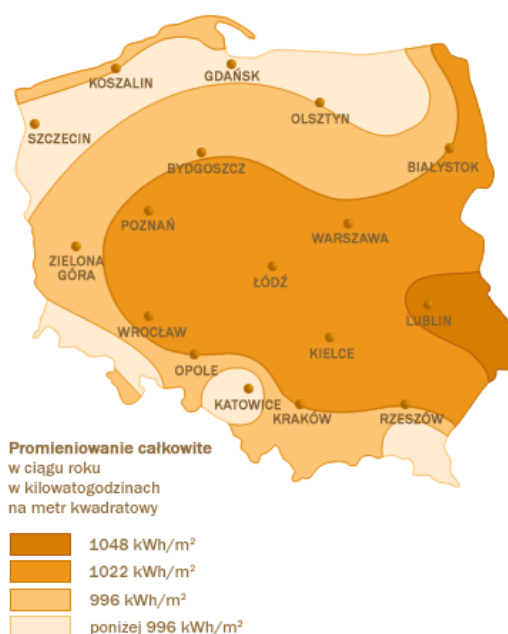 KOSZALIN
GDAŃSK
OLSZTYN
SZCZECIN
BYDGOSZCZ
BIAŁYSTOK
POZNAŃ
WARSZAWA
ZIELONA
GÓRA
ŁÓDŹ
LUBLIN
WROCŁAW
KIELCE
OPOLE
KATOWICE
KRAKÓW
RZESZÓW
Promieniowanie całkowite
w ciągu roku
w kilowatogodzinach
na metr kwadratowy
1048 kWh/m²
1022 kWh/m²
996 kWh/m²
poniżej 996 kWh/m²